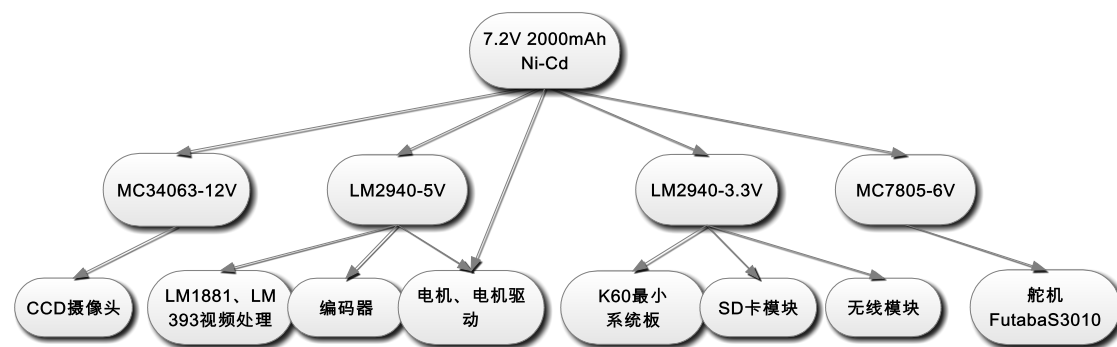 7.2V 2000mAh
Ni-Cd
MC34063-12V
LM2940-5V
LM2940-3.3V
MC7805-6V
CCD摄像头
LM1881、LM
393视频处理
编码器
电机、电机驱
动
K60最小
系统板
SD卡模块
无线模块
舵机
FutabaS3010